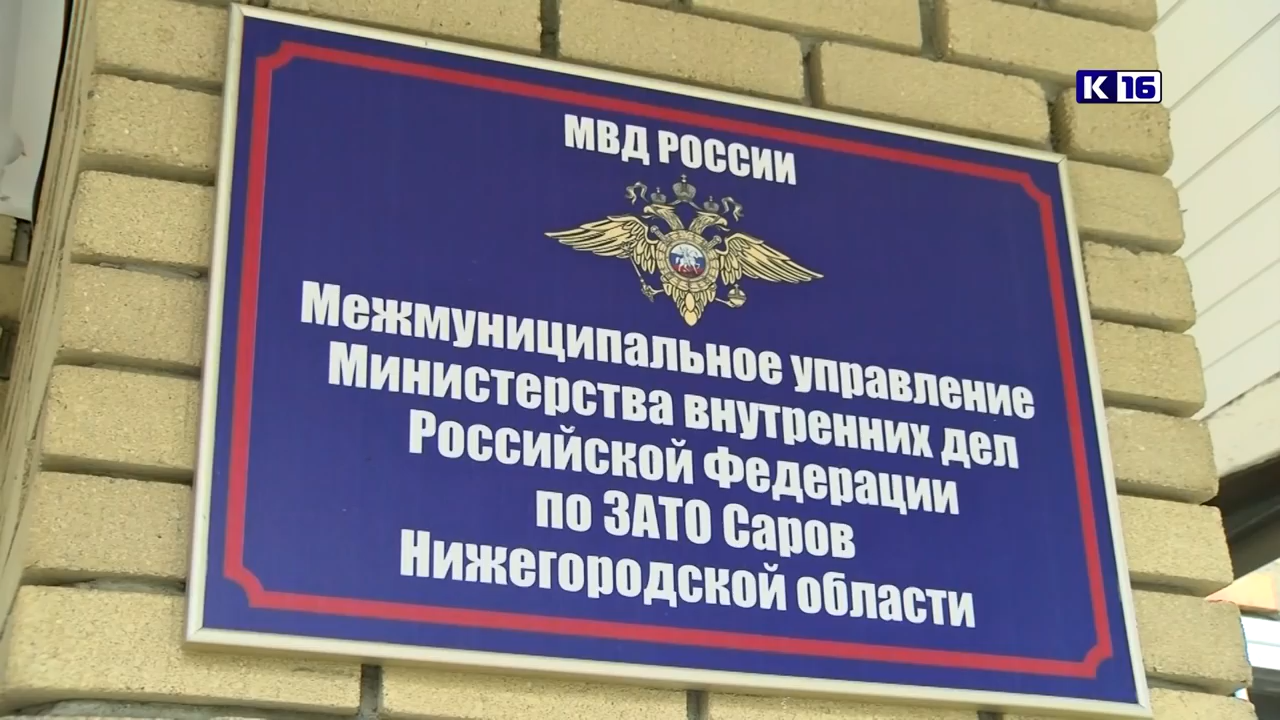 К 16
МВД РОССИИ
Межмуниципальное управление
Министерства внутренних дел
Российской Федерации
по ЗАТО Саров
Нижегородской области